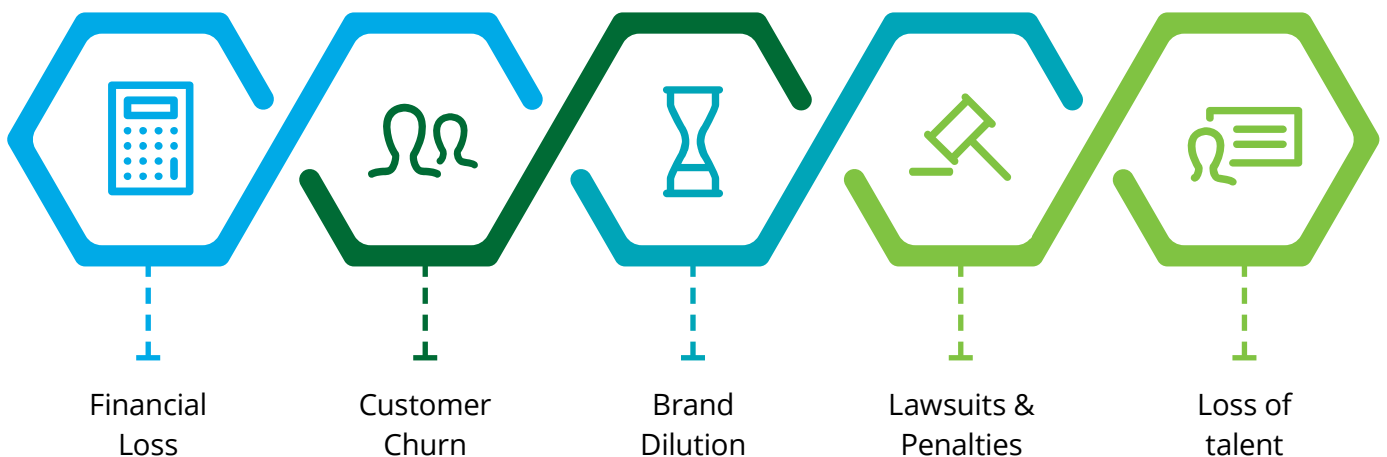 Financial
Loss
Customer
Churn
Brand
Dilution
Lawsuits &
Penalties
Loss of
talent